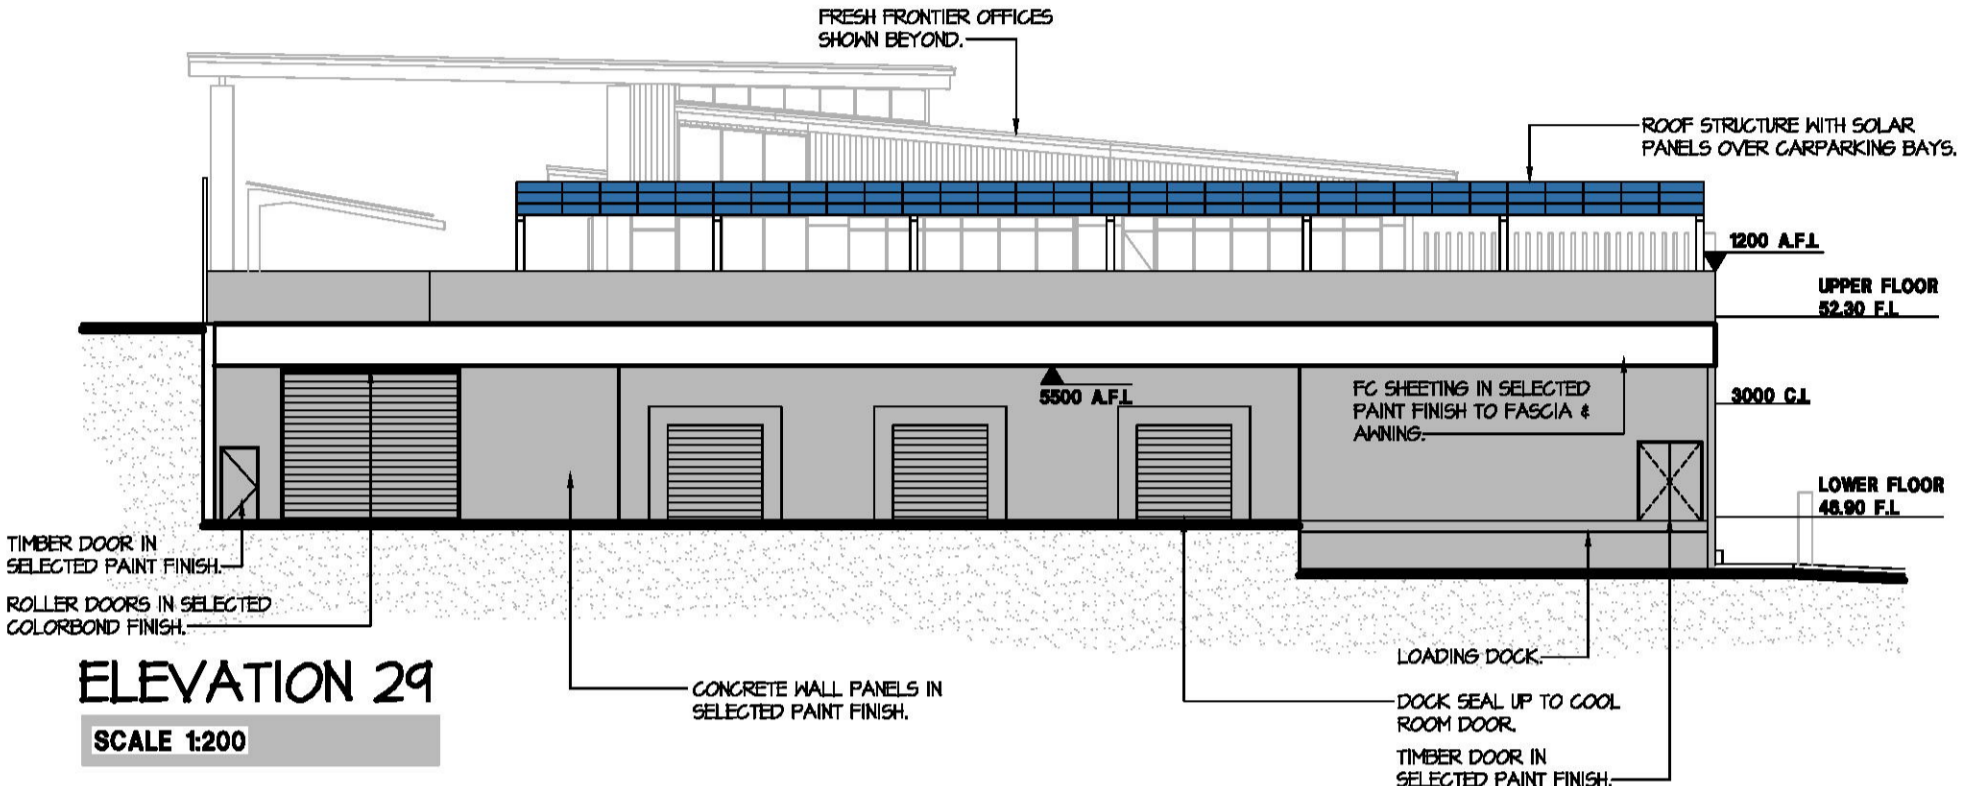 FRESH FRONTIER OFFICES
SHOWN BEYOND.
ROOF STRUCTURE WITH SOLAR
PANELS OVER CARPARKING BAYS.
1200 A.F.L
UPPER FLOOR
52.30 F.L
5500 A.F.L
FC SHEETING IN SELECTED
PAINT FINISH TO FASCIA &
AWNING.
3000 C.L
LOWER FLOOR
46.90 F.L
TIMBER DOOR IN
SELECTED PAINT FINISH.
ROLLER DOORS IN SELECTED
COLORBOND FINISH.
CONCRETE WALL PANELS IN
SELECTED PAINT FINISH.
LOADING DOCK.
DOCK SEAL UP TO COOL
ROOM DOOR.
TIMBER DOOR IN
SELECTED PAINT FINISH.
ELEVATION 29
SCALE 1:200